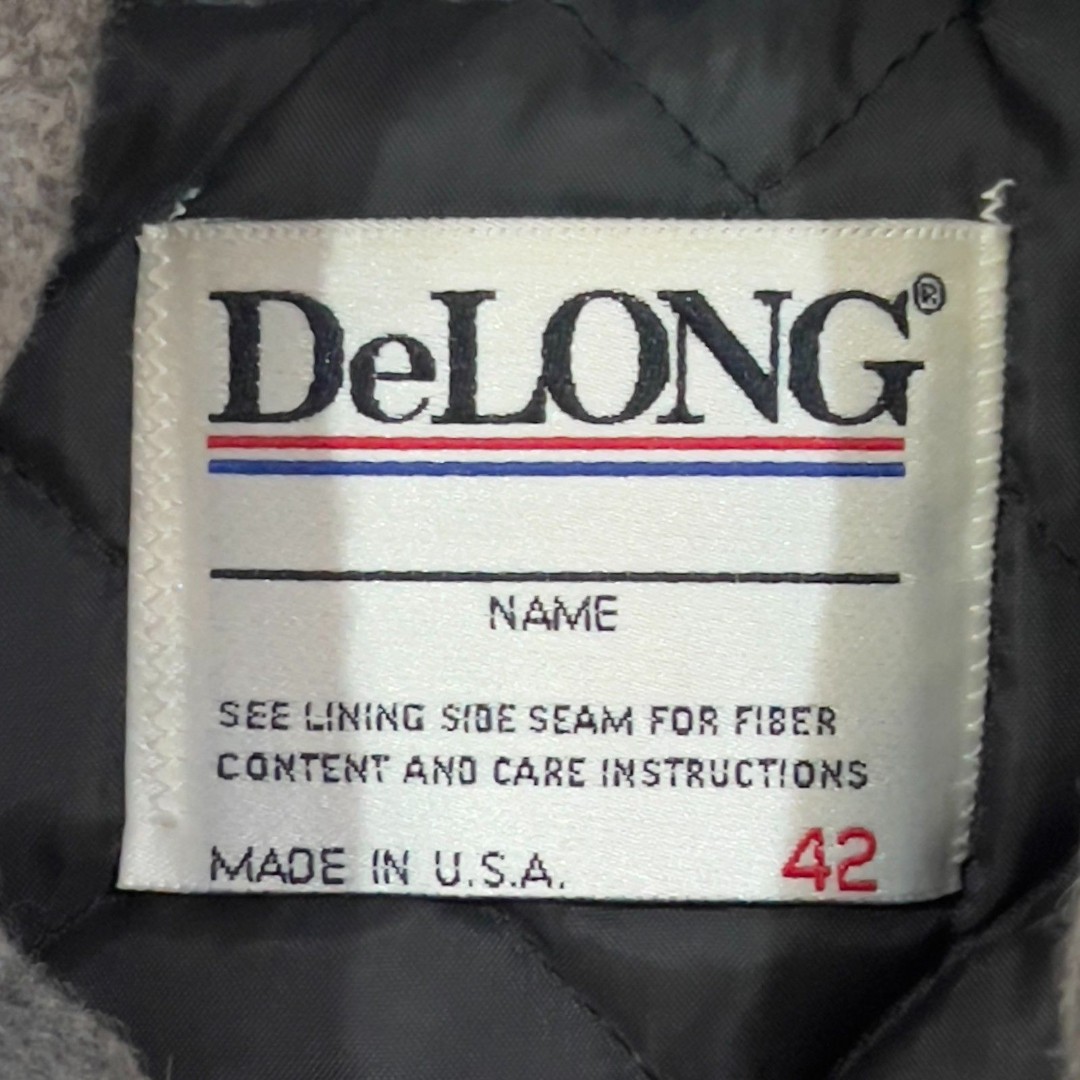 DeLONG®
NAME
SEE LINING SIDE SEAM FOR FIBER
CONTENT AND CARE INSTRUCTIONS
MADE IN U.S.A. 42